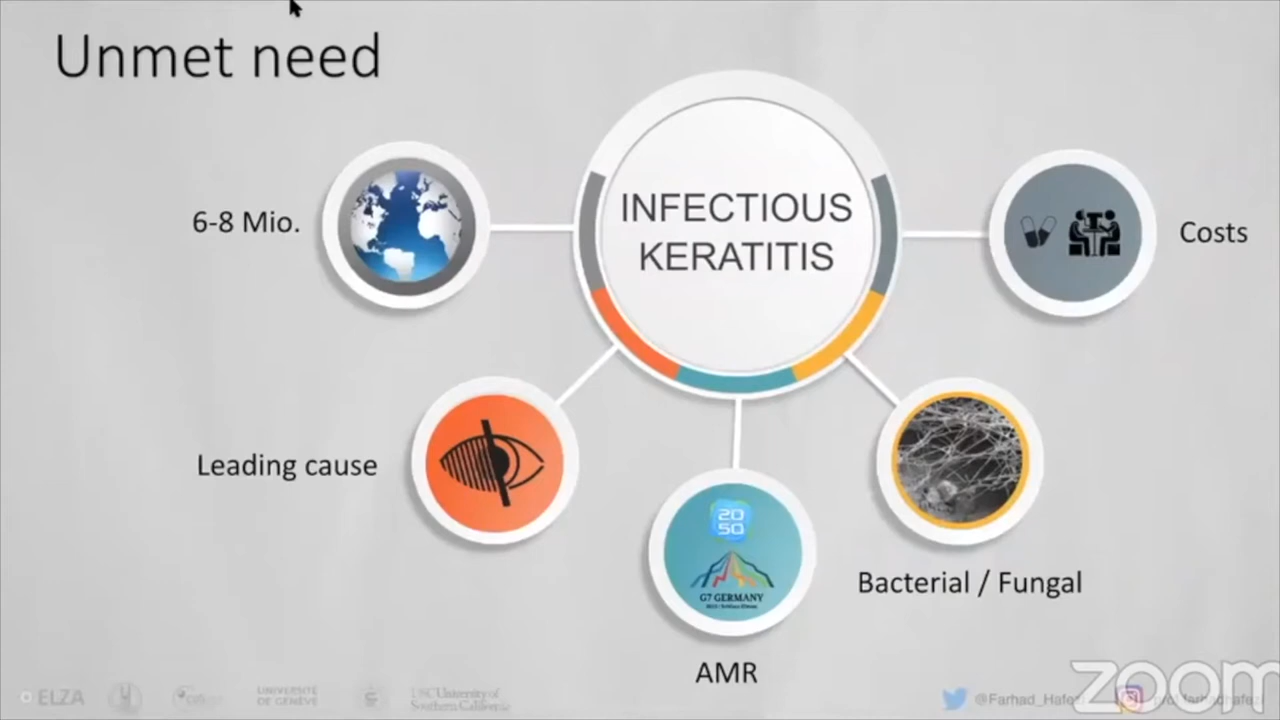 Unmet need
INFECTIOUS
KERATITIS
6-8 Mio.
Costs
Leading cause
20
50
G7 GERMANY
Bacterial / Fungal
AMR
ELZA
UNIVERSITÉ
DE GENÈVE
USC University of
Southern California
zoom